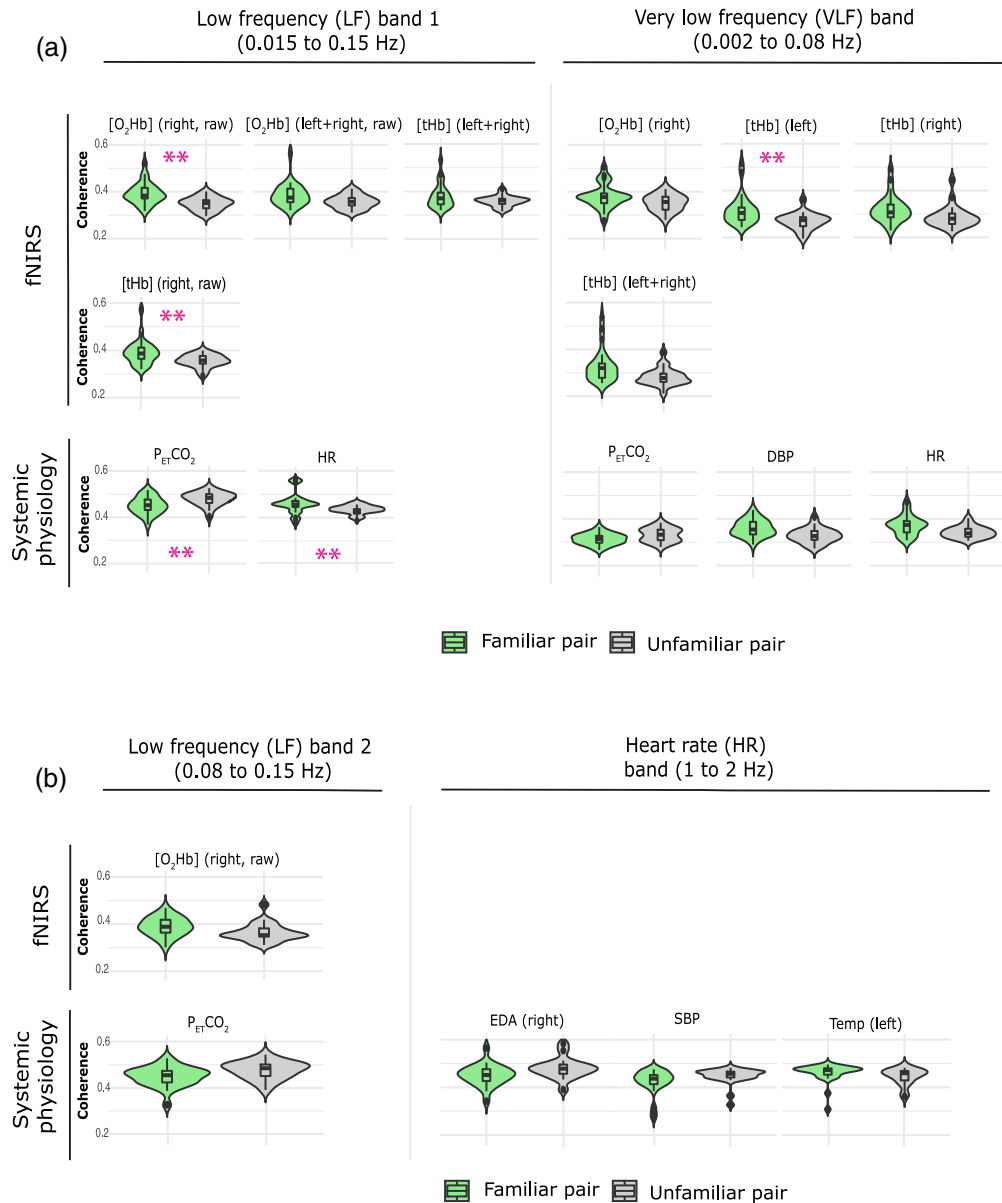 (a)
Low frequency (LF) band 1
(0.015 to 0.15 Hz)
Very low frequency (VLF) band
(0.002 to 0.08 Hz)
fNIRS
[O₂Hb] (right, raw)
[O₂Hb] (left+right, raw)
[tHb] (left+right)
[O₂Hb] (right)
[tHb] (left)
[tHb] (right)
Coherence
0.6
0.4
0.2
**
**
[tHb] (right, raw)
[tHb] (left+right)
Coherence
0.6
0.4
0.2
**
Systemic
physiology
P_ETCO₂
HR
P_ETCO₂
DBP
HR
Coherence
0.6
0.4
0.2
**
**
Familiar pair
Unfamiliar pair
(b)
Low frequency (LF) band 2
(0.08 to 0.15 Hz)
Heart rate (HR)
band (1 to 2 Hz)
fNIRS
[O₂Hb] (right, raw)
Coherence
0.6
0.4
0.2
Systemic
physiology
P_ETCO₂
EDA (right)
SBP
Temp (left)
Coherence
0.6
0.4
0.2
Familiar pair
Unfamiliar pair